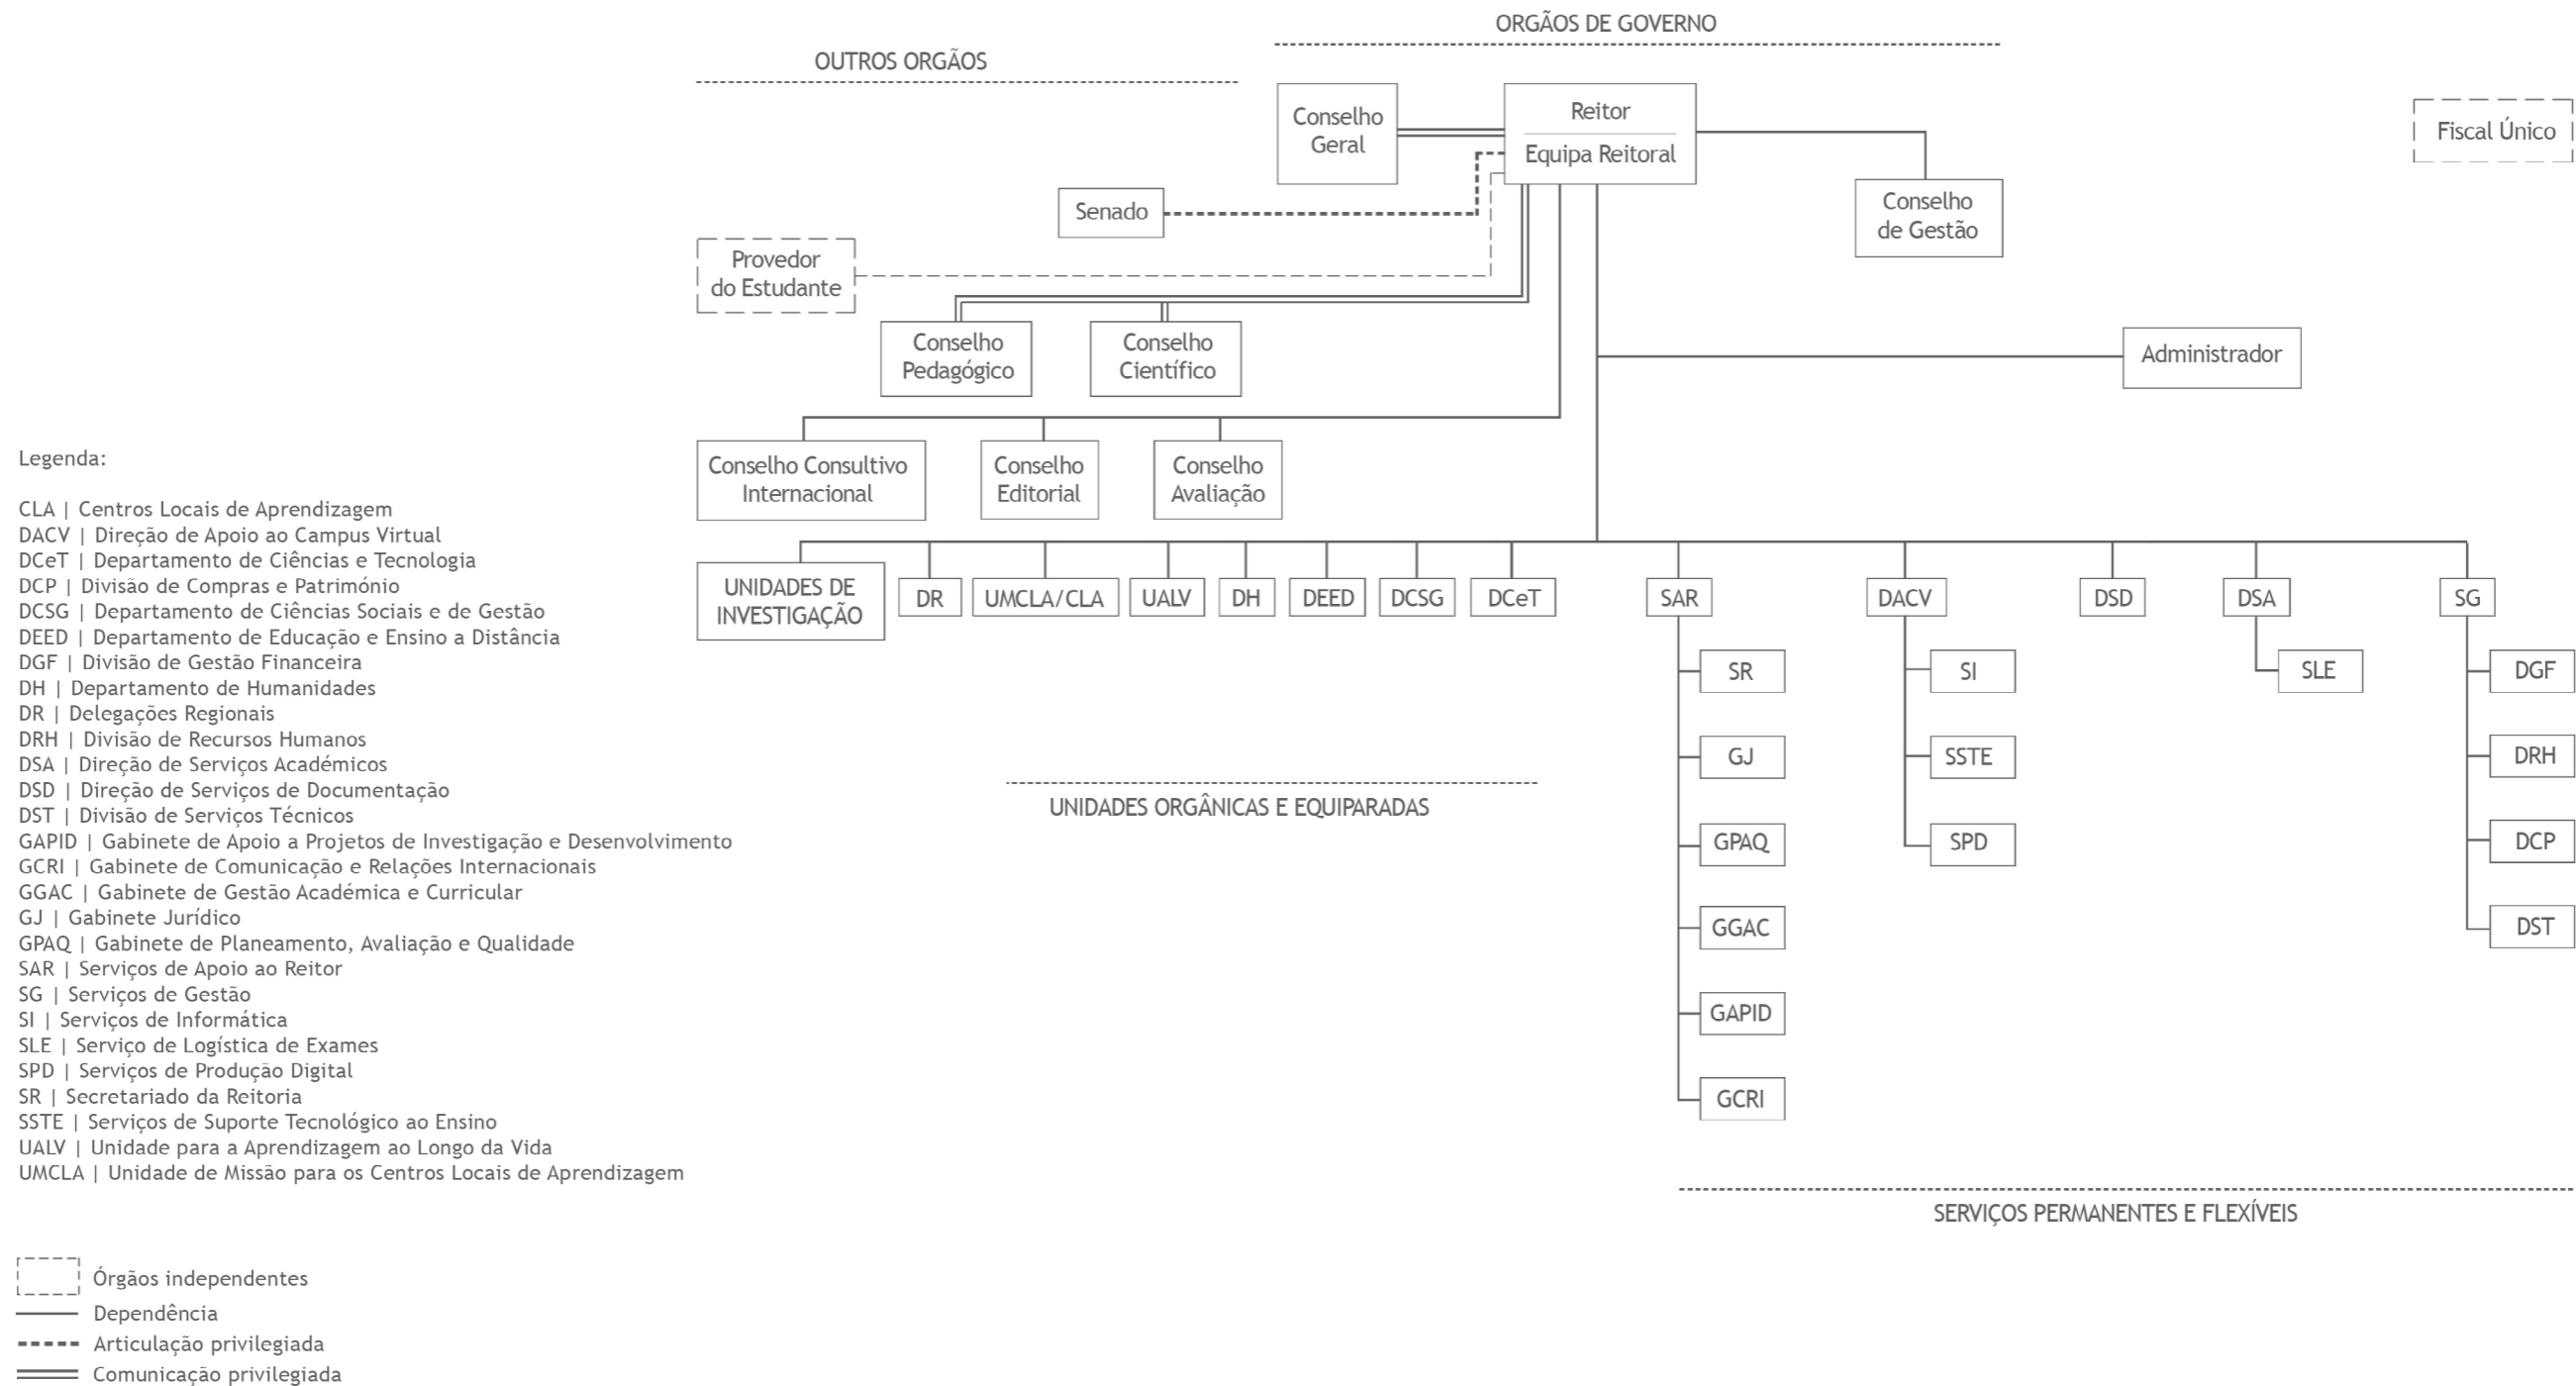 ORGÃOS DE GOVERNO
OUTROS ORGÃOS
Conselho
Geral
Reitor
Equipa Reitoral
Fiscal Único
Senado
Conselho
de Gestão
Provedor
do Estudante
Conselho
Pedagógico
Conselho
Científico
Administrador
Conselho Consultivo
Internacional
Conselho
Editorial
Conselho
Avaliação
UNIDADES DE
INVESTIGAÇÃO
DR
UMCLA/CLA
UALV
DH
DEED
DCSG
DCeT
SAR
DACV
DSD
DSA
SG
SR
GJ
GPAQ
GGAC
GAPID
GCRI
SI
SSTE
SPD
SLE
DGF
DRH
DCP
DST
UNIDADES ORGÂNICAS E EQUIPARADAS
SERVIÇOS PERMANENTES E FLEXÍVEIS
Legenda:
CLA | Centros Locais de Aprendizagem
DACV | Direção de Apoio ao Campus Virtual
DCeT | Departamento de Ciências e Tecnologia
DCP | Divisão de Compras e Património
DCSG | Departamento de Ciências Sociais e de Gestão
DEED | Departamento de Educação e Ensino a Distância
DGF | Divisão de Gestão Financeira
DH | Departamento de Humanidades
DR | Delegações Regionais
DRH | Divisão de Recursos Humanos
DSA | Direção de Serviços Académicos
DSD | Direção de Serviços de Documentação
DST | Divisão de Serviços Técnicos
GAPID | Gabinete de Apoio a Projetos de Investigação e Desenvolvimento
GCRI | Gabinete de Comunicação e Relações Internacionais
GGAC | Gabinete de Gestão Académica e Curricular
GJ | Gabinete Jurídico
GPAQ | Gabinete de Planeamento, Avaliação e Qualidade
SAR | Serviços de Apoio ao Reitor
SG | Serviços de Gestão
SI | Serviços de Informática
SLE | Serviço de Logística de Exames
SPD | Serviços de Produção Digital
SR | Secretariado da Reitoria
SSTE | Serviços de Suporte Tecnológico ao Ensino
UALV | Unidade para a Aprendizagem ao Longo da Vida
UMCLA | Unidade de Missão para os Centros Locais de Aprendizagem
Órgãos independentes
Dependência
Articulação privilegiada
Comunicação privilegiada